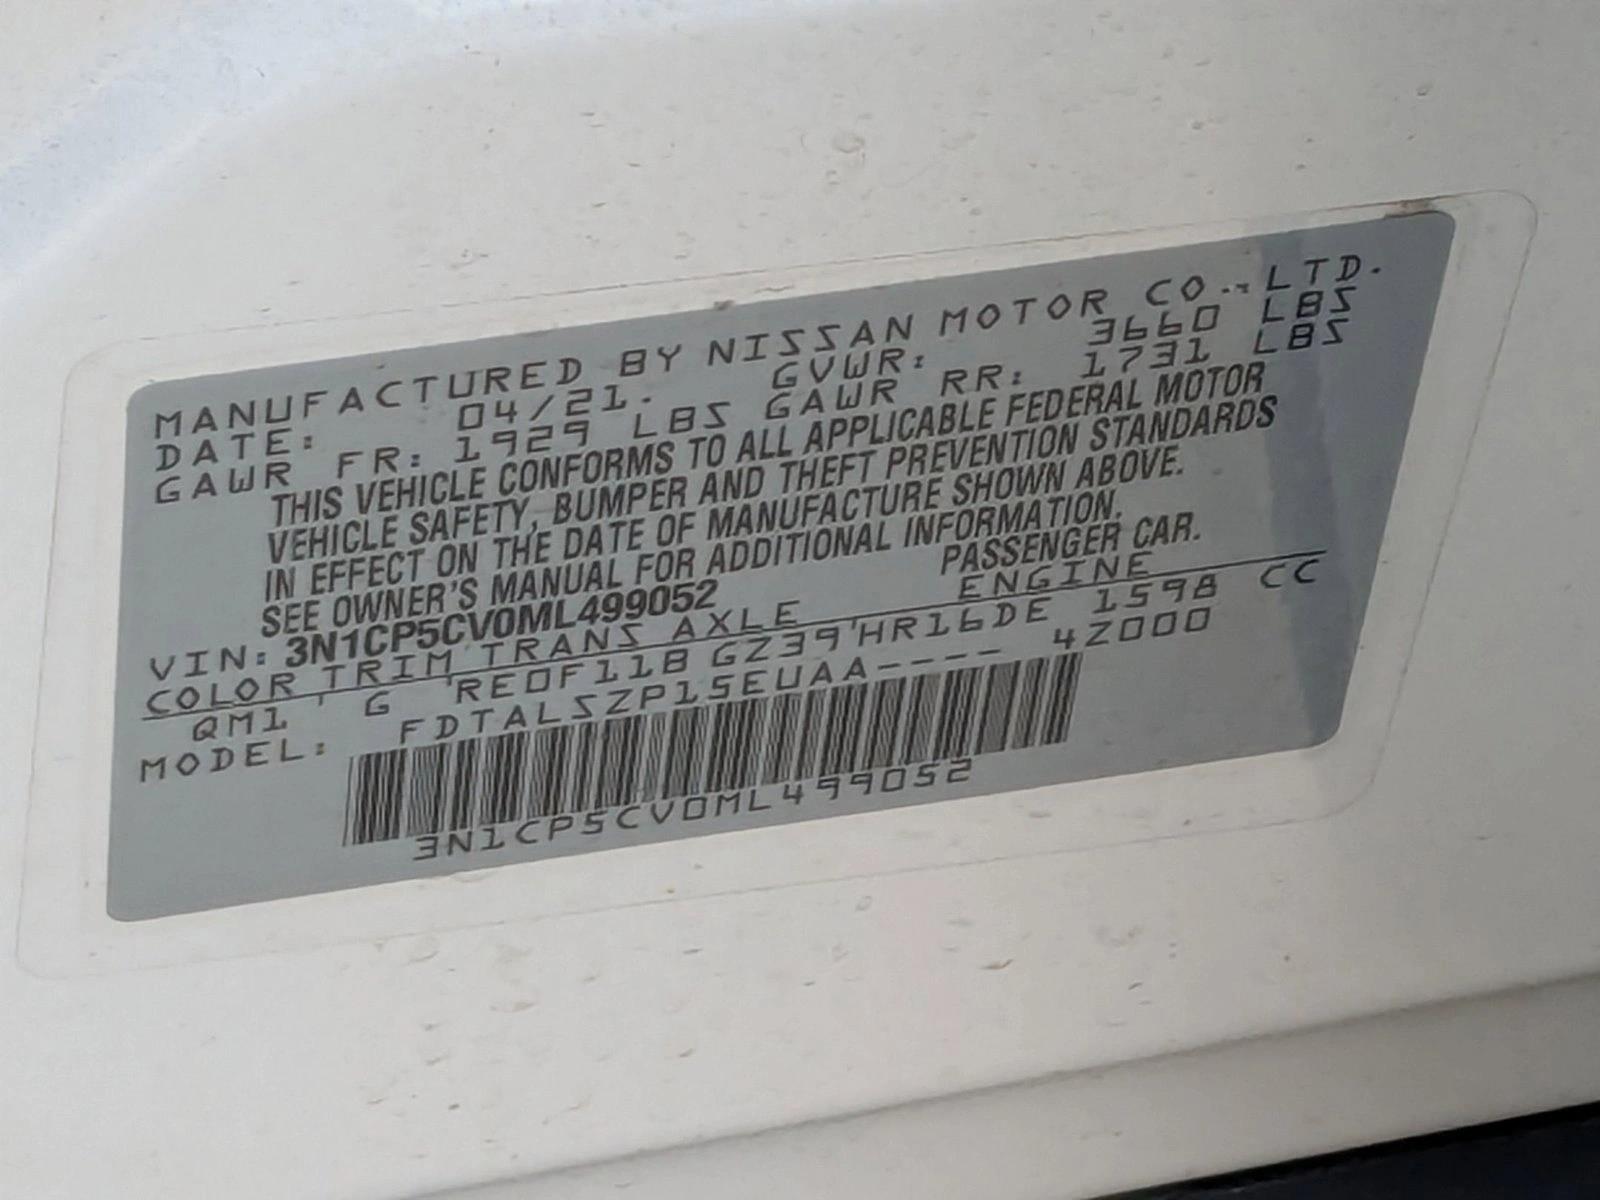 MANUFACTURED BY NISSAN MOTOR CO., LTD.
DATE: 04/21. GVWR: 3660 LBS
GAWR FR: 1929 LBS GAWR RR: 1731 LBS
THIS VEHICLE CONFORMS TO ALL APPLICABLE FEDERAL MOTOR
VEHICLE SAFETY, BUMPER AND THEFT PREVENTION STANDARDS
IN EFFECT ON THE DATE OF MANUFACTURE SHOWN ABOVE.
SEE OWNER'S MANUAL FOR ADDITIONAL INFORMATION.
VIN: 3N1CP5CV0ML499052 PASSENGER CAR.
COLOR TRIM TRANS AXLE ENGINE
QM1 G RE0F11B GZ39 HR16DE 1598 CC
MODEL: FDTALSZP15EUAA---- 4Z000
3N1CP5CV0ML499052